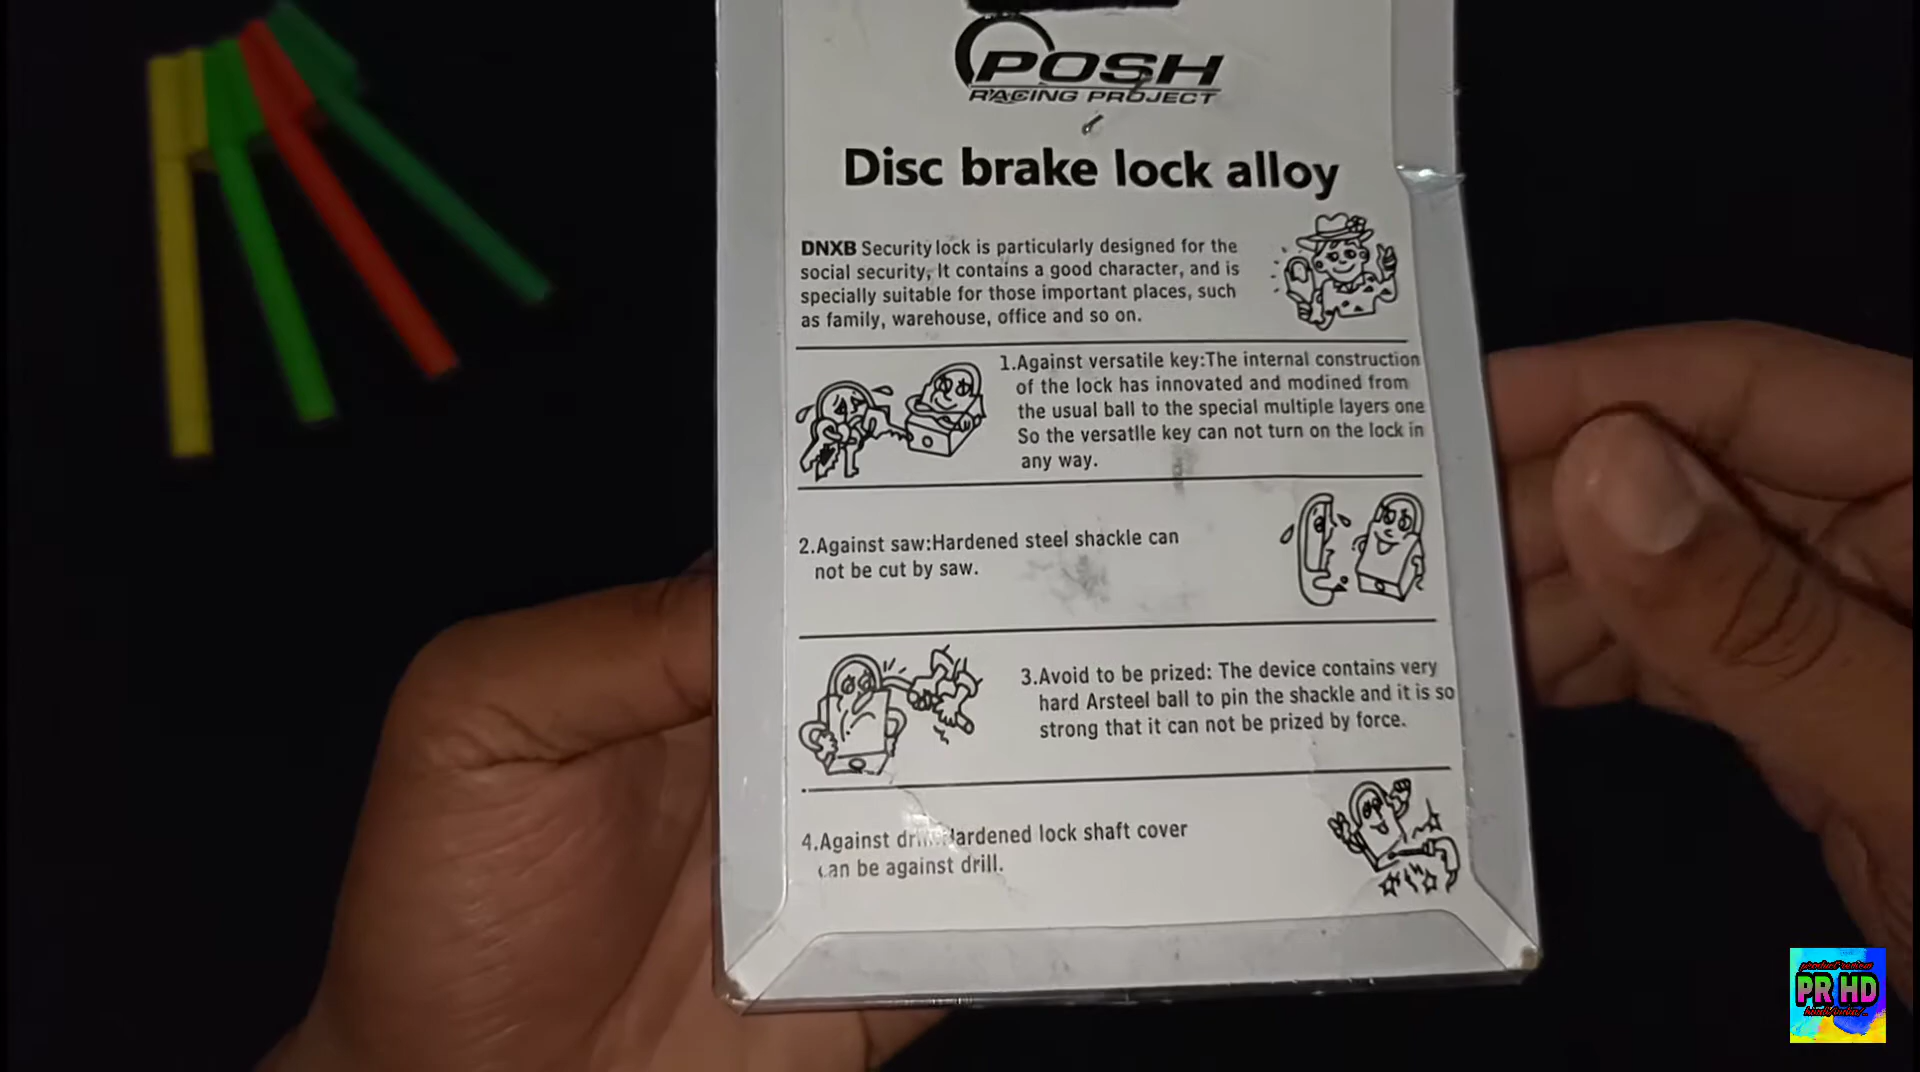 POSH
RACING PROJECT
Disc brake lock alloy
DNXB Security lock is particularly designed for the
social security, It contains a good character, and is
specially suitable for those important places, such
as family, warehouse, office and so on.
1.Against versatile key:The internal construction
of the lock has innovated and modined from
the usual ball to the special multiple layers one
So the versatlle key can not turn on the lock in
any way.
2.Against saw:Hardened steel shackle can
not be cut by saw.
3.Avoid to be prized: The device contains very
hard Arsteel ball to pin the shackle and it is so
strong that it can not be prized by force.
4.Against Hardened lock shaft cover
can be against drill.
PR HD